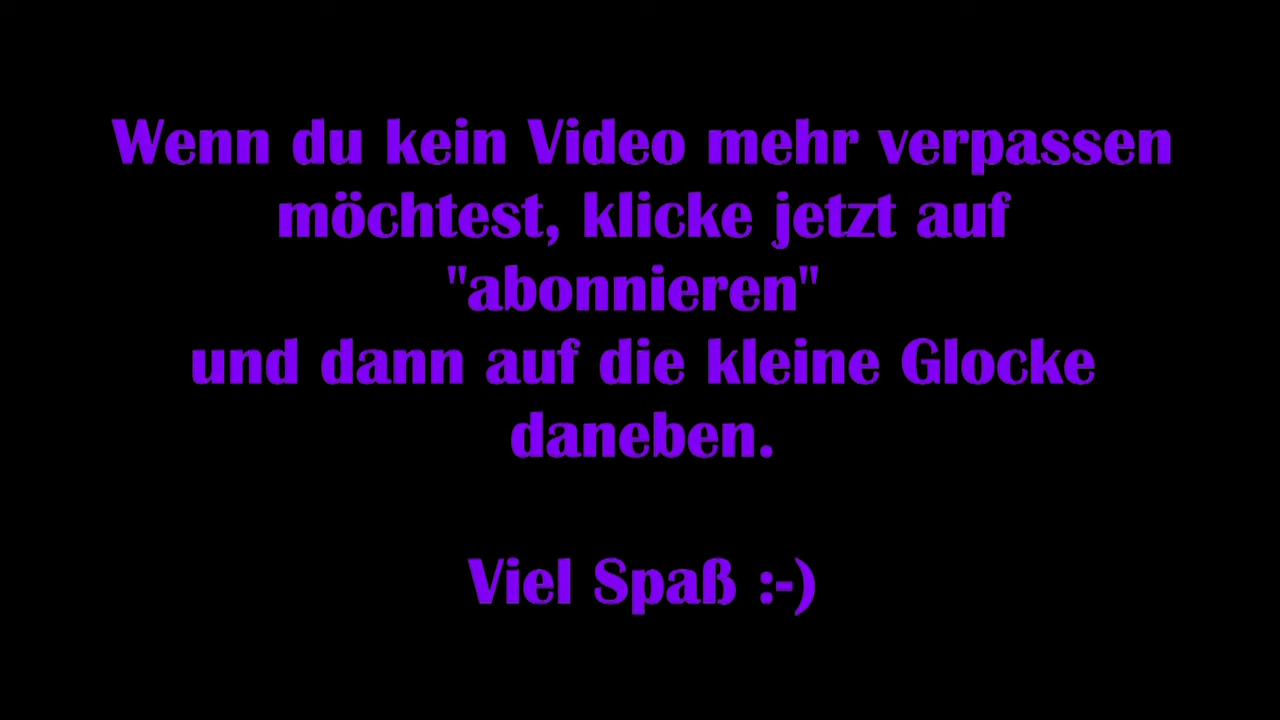 Wenn du kein Video mehr verpassen
möchtest, klicke jetzt auf
"abonnieren"
und dann auf die kleine Glocke
daneben.
Viel Spaß :-)